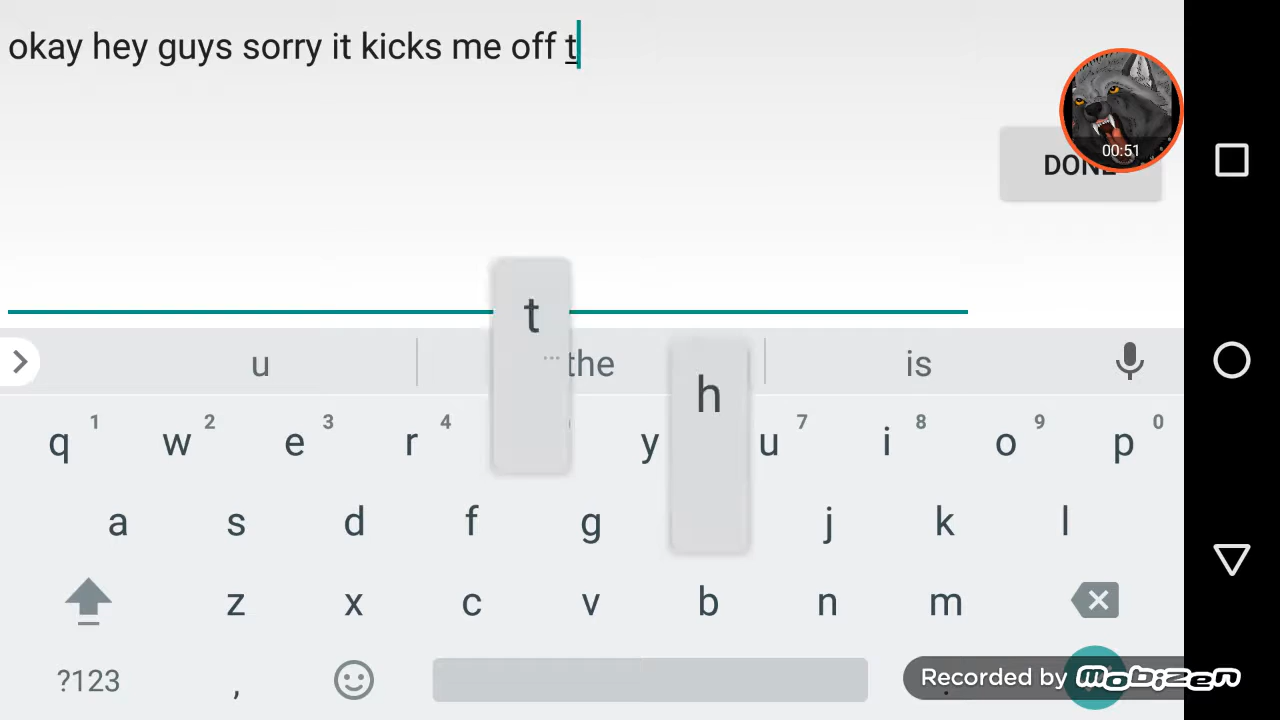 okay hey guys sorry it kicks me off t
00:51
DONE
t
u
the
is
h
1 2 3 4 7 8 9 0
q w e r y u i o p
a s d f g j k l
z x c v b n m
?123 , .
Recorded by mobizen